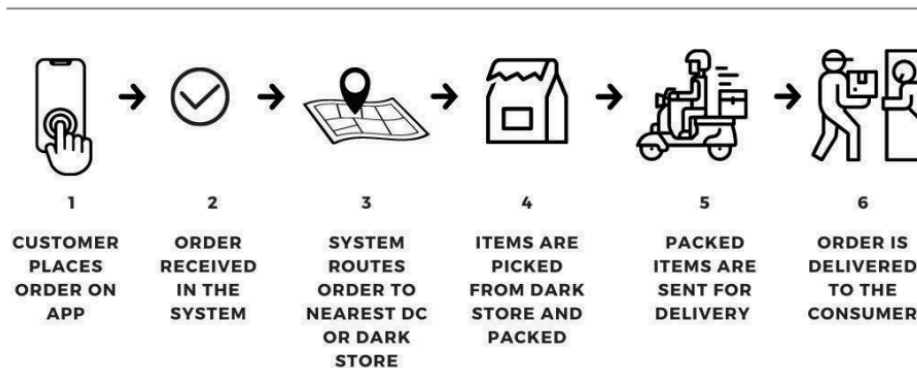 1
CUSTOMER
PLACES
ORDER ON
APP
2
ORDER
RECEIVED
IN THE
SYSTEM
3
SYSTEM
ROUTES
ORDER TO
NEAREST DC
OR DARK
STORE
4
ITEMS ARE
PICKED
FROM DARK
STORE AND
PACKED
5
PACKED
ITEMS ARE
SENT FOR
DELIVERY
6
ORDER IS
DELIVERED
TO THE
CONSUMER